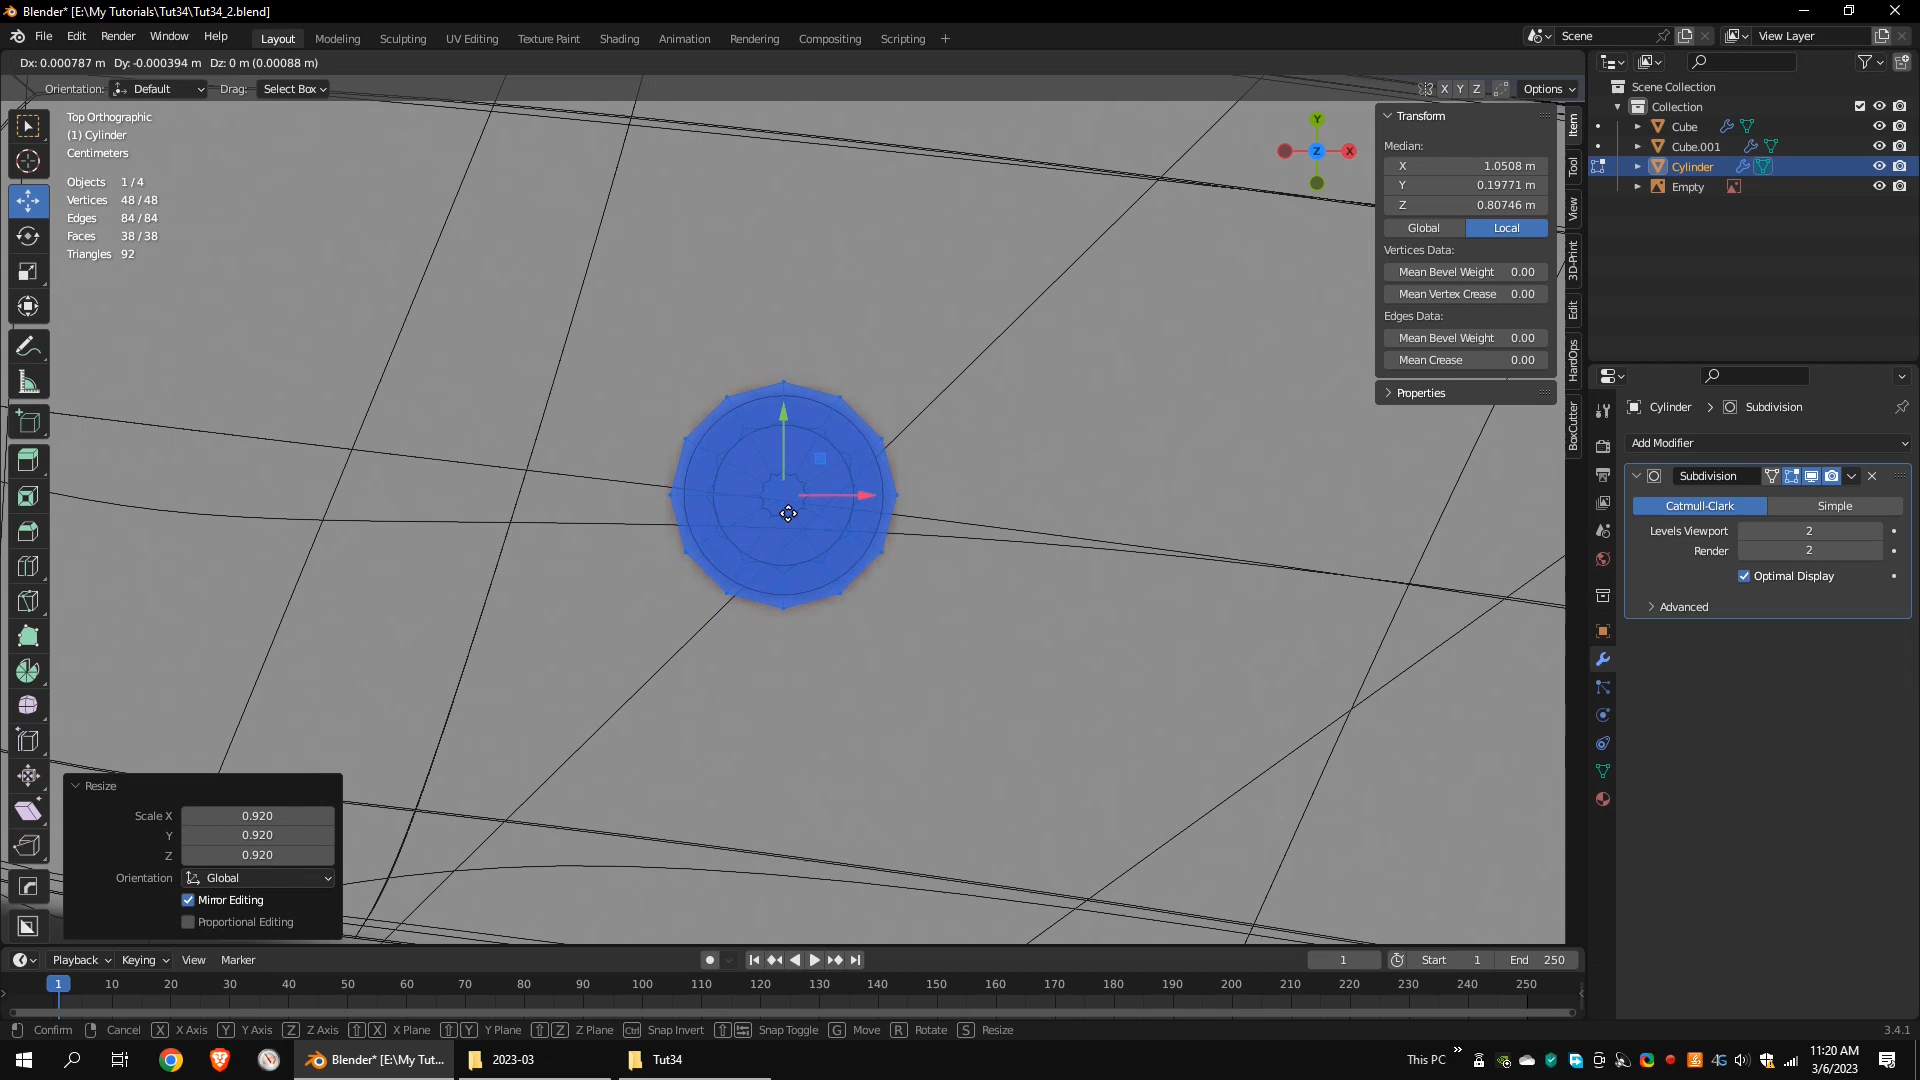 Blender* [E:\My Tutorials\Tut34\Tut34_2.blend]
File Edit Render Window Help Layout Modeling Sculpting UV Editing Texture Paint Shading Animation Rendering Compositing Scripting + Scene View Layer
Dx: 0.000787 m Dy: -0.000394 m Dz: 0 m (0.00088 m)
Orientation: Default Drag: Select Box X Y Z Options
Top Orthographic
(1) Cylinder
Centimeters
Objects 1 / 4
Vertices 48 / 48
Edges 84 / 84
Faces 38 / 38
Triangles 92
Y
Z
X
Transform
Median:
X 1.0508 m
Y 0.19771 m
Z 0.80746 m
Global Local
Vertices Data:
Mean Bevel Weight 0.00
Mean Vertex Crease 0.00
Edges Data:
Mean Bevel Weight 0.00
Mean Crease 0.00
Properties
Item
Tool
View
3D-Print
Edit
HardOps
BoxCutter
Scene Collection
Collection
Cube
Cube.001
Cylinder
Empty
Cylinder > Subdivision
Add Modifier
Subdivision
Catmull-Clark Simple
Levels Viewport 2
Render 2
Optimal Display
Advanced
Resize
Scale X 0.920
Y 0.920
Z 0.920
Orientation Global
Mirror Editing
Proportional Editing
Playback Keying View Marker 1 Start 1 End 250
1 10 20 30 40 50 60 70 80 90 100 110 120 130 140 150 160 170 180 190 200 210 220 230 240 250
Confirm Cancel X X Axis Y Y Axis Z Z Axis X X Plane Y Y Plane Z Z Plane Ctrl Snap Invert Snap Toggle G Move R Rotate S Resize 3.4.1
Blender* [E:\My Tut... 2023-03 Tut34 This PC 4G 11:20 AM
3/6/2023